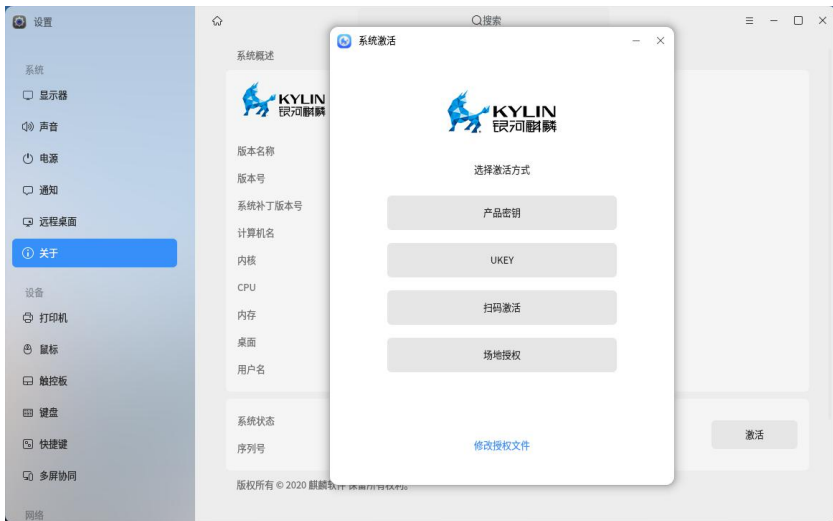 设置
搜索
系统
显示器
声音
电源
通知
远程桌面
关于
设备
打印机
鼠标
触控板
键盘
快捷键
多屏协同
网络
系统概述
KYLIN
银河麒麟
版本名称
版本号
系统补丁版本号
计算机名
内核
CPU
内存
桌面
用户名
系统状态
序列号
激活
版权所有 © 2020 麒麟软件 保留所有权利。
系统激活
KYLIN
银河麒麟
选择激活方式
产品密钥
UKEY
扫码激活
场地授权
修改授权文件